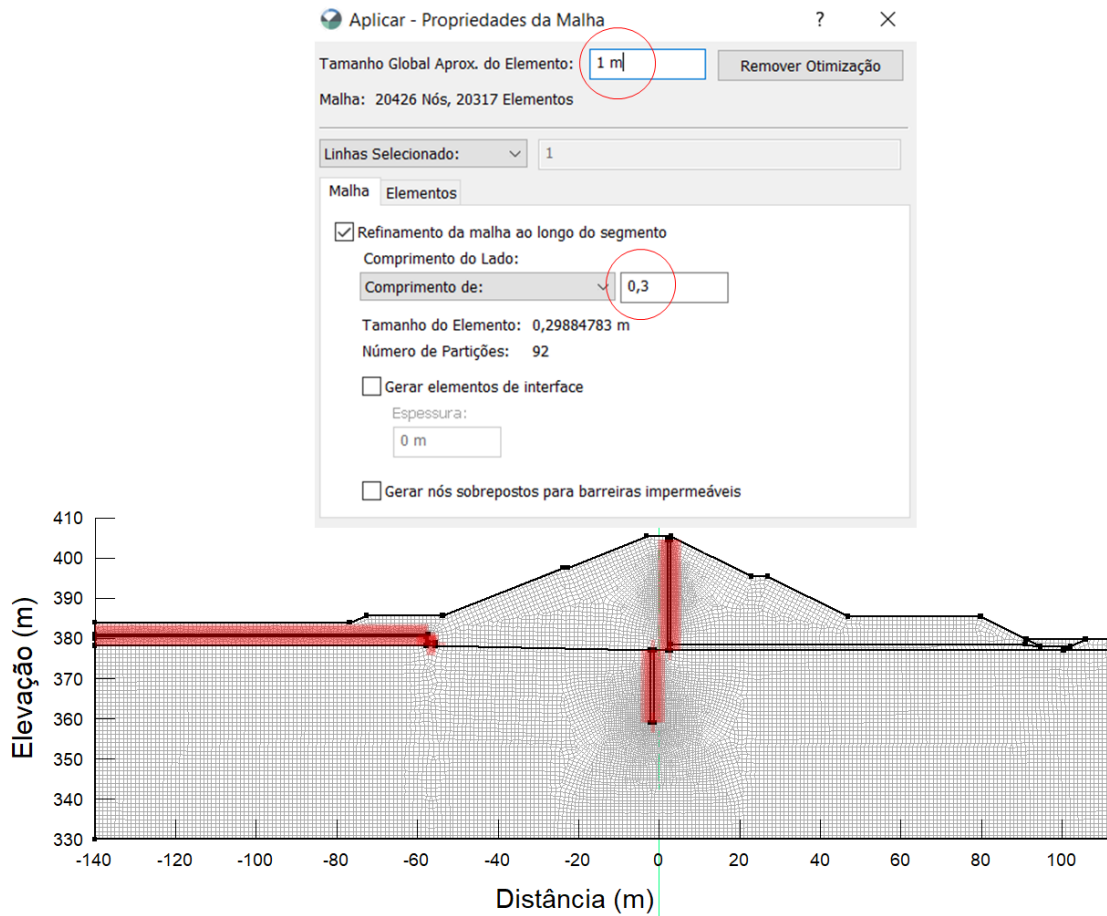 Aplicar - Propriedades da Malha ? ×
Tamanho Global Aprox. do Elemento: 1 m Remover Otimização
Malha: 20426 Nós, 20317 Elementos
Linhas Selecionado: 1
Malha Elementos
Refinamento da malha ao longo do segmento
Comprimento do Lado:
Comprimento de: 0,3
Tamanho do Elemento: 0,29884783 m
Número de Partições: 92
Gerar elementos de interface
Espessura:
0 m
Gerar nós sobrepostos para barreiras impermeáveis
Elevação (m)
410
400
390
380
370
360
350
340
330
-140 -120 -100 -80 -60 -40 -20 0 20 40 60 80 100
Distância (m)